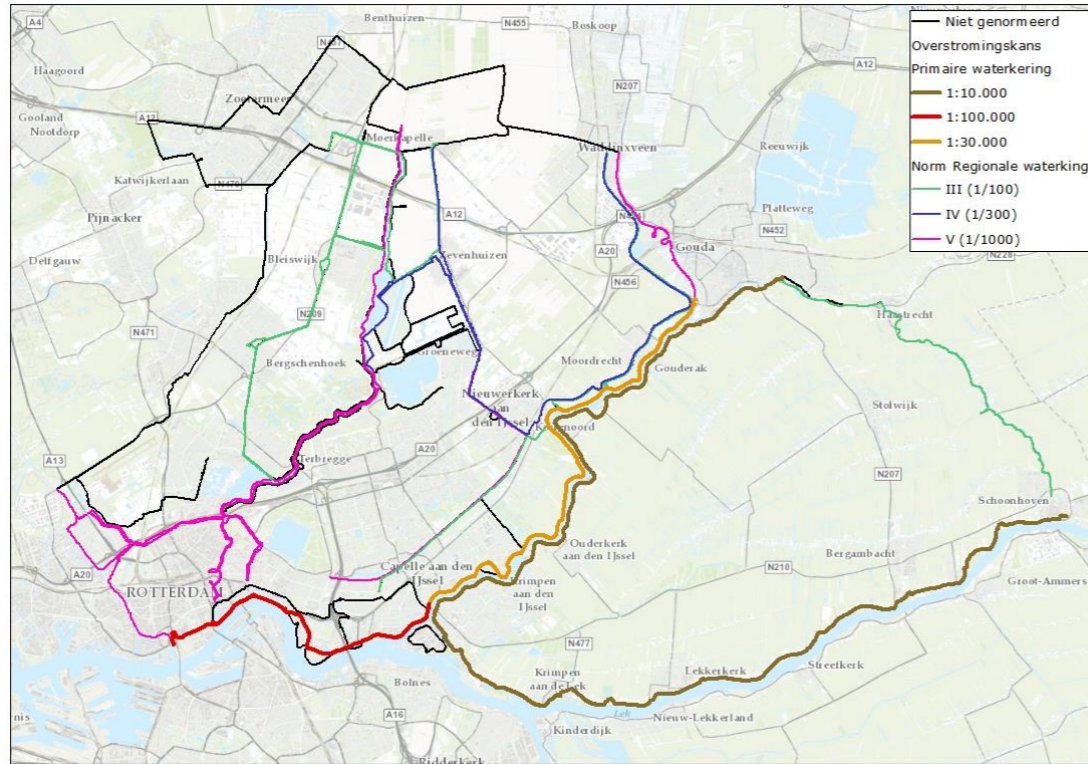 A4
Benthuizen
N455
Boskoop
Niet genormeerd
Overstromingskans
Primaire waterkering
1:10.000
1:100.000
1:30.000
Norm Regionale waterking
III (1/100)
IV (1/300)
V (1/1000)
Haagoord
A12
N207
Zoetermeer
Gooland
Nootdorp
A12
Moerkapelle
Waddinxveen
Reeuwijk
Katwijkerlaan
N470
Platteweg
Pijnacker
A12
N452
A20
Gouda
Delfgauw
Bleiswijk
Zevenhuizen
N228
N456
N209
Haastrecht
N471
Bergschenhoek
Groeneweg
Moordrecht
Gouderak
Nieuwerkerk
aan
den IJssel
Stolwijk
A13
Terbregge
A20
N207
Schoonhoven
Ouderkerk
aan den IJssel
Bergambacht
A20
Capelle aan den
IJssel
N210
Krimpen
aan den
IJssel
Groot-Ammers
ROTTERDAM
N477
Lekkerkerk
Streefkerk
Bolnes
Krimpen
aan de Lek
A16
Lek
Nieuw-Lekkerland
nis
Kinderdijk
Ridderkerk